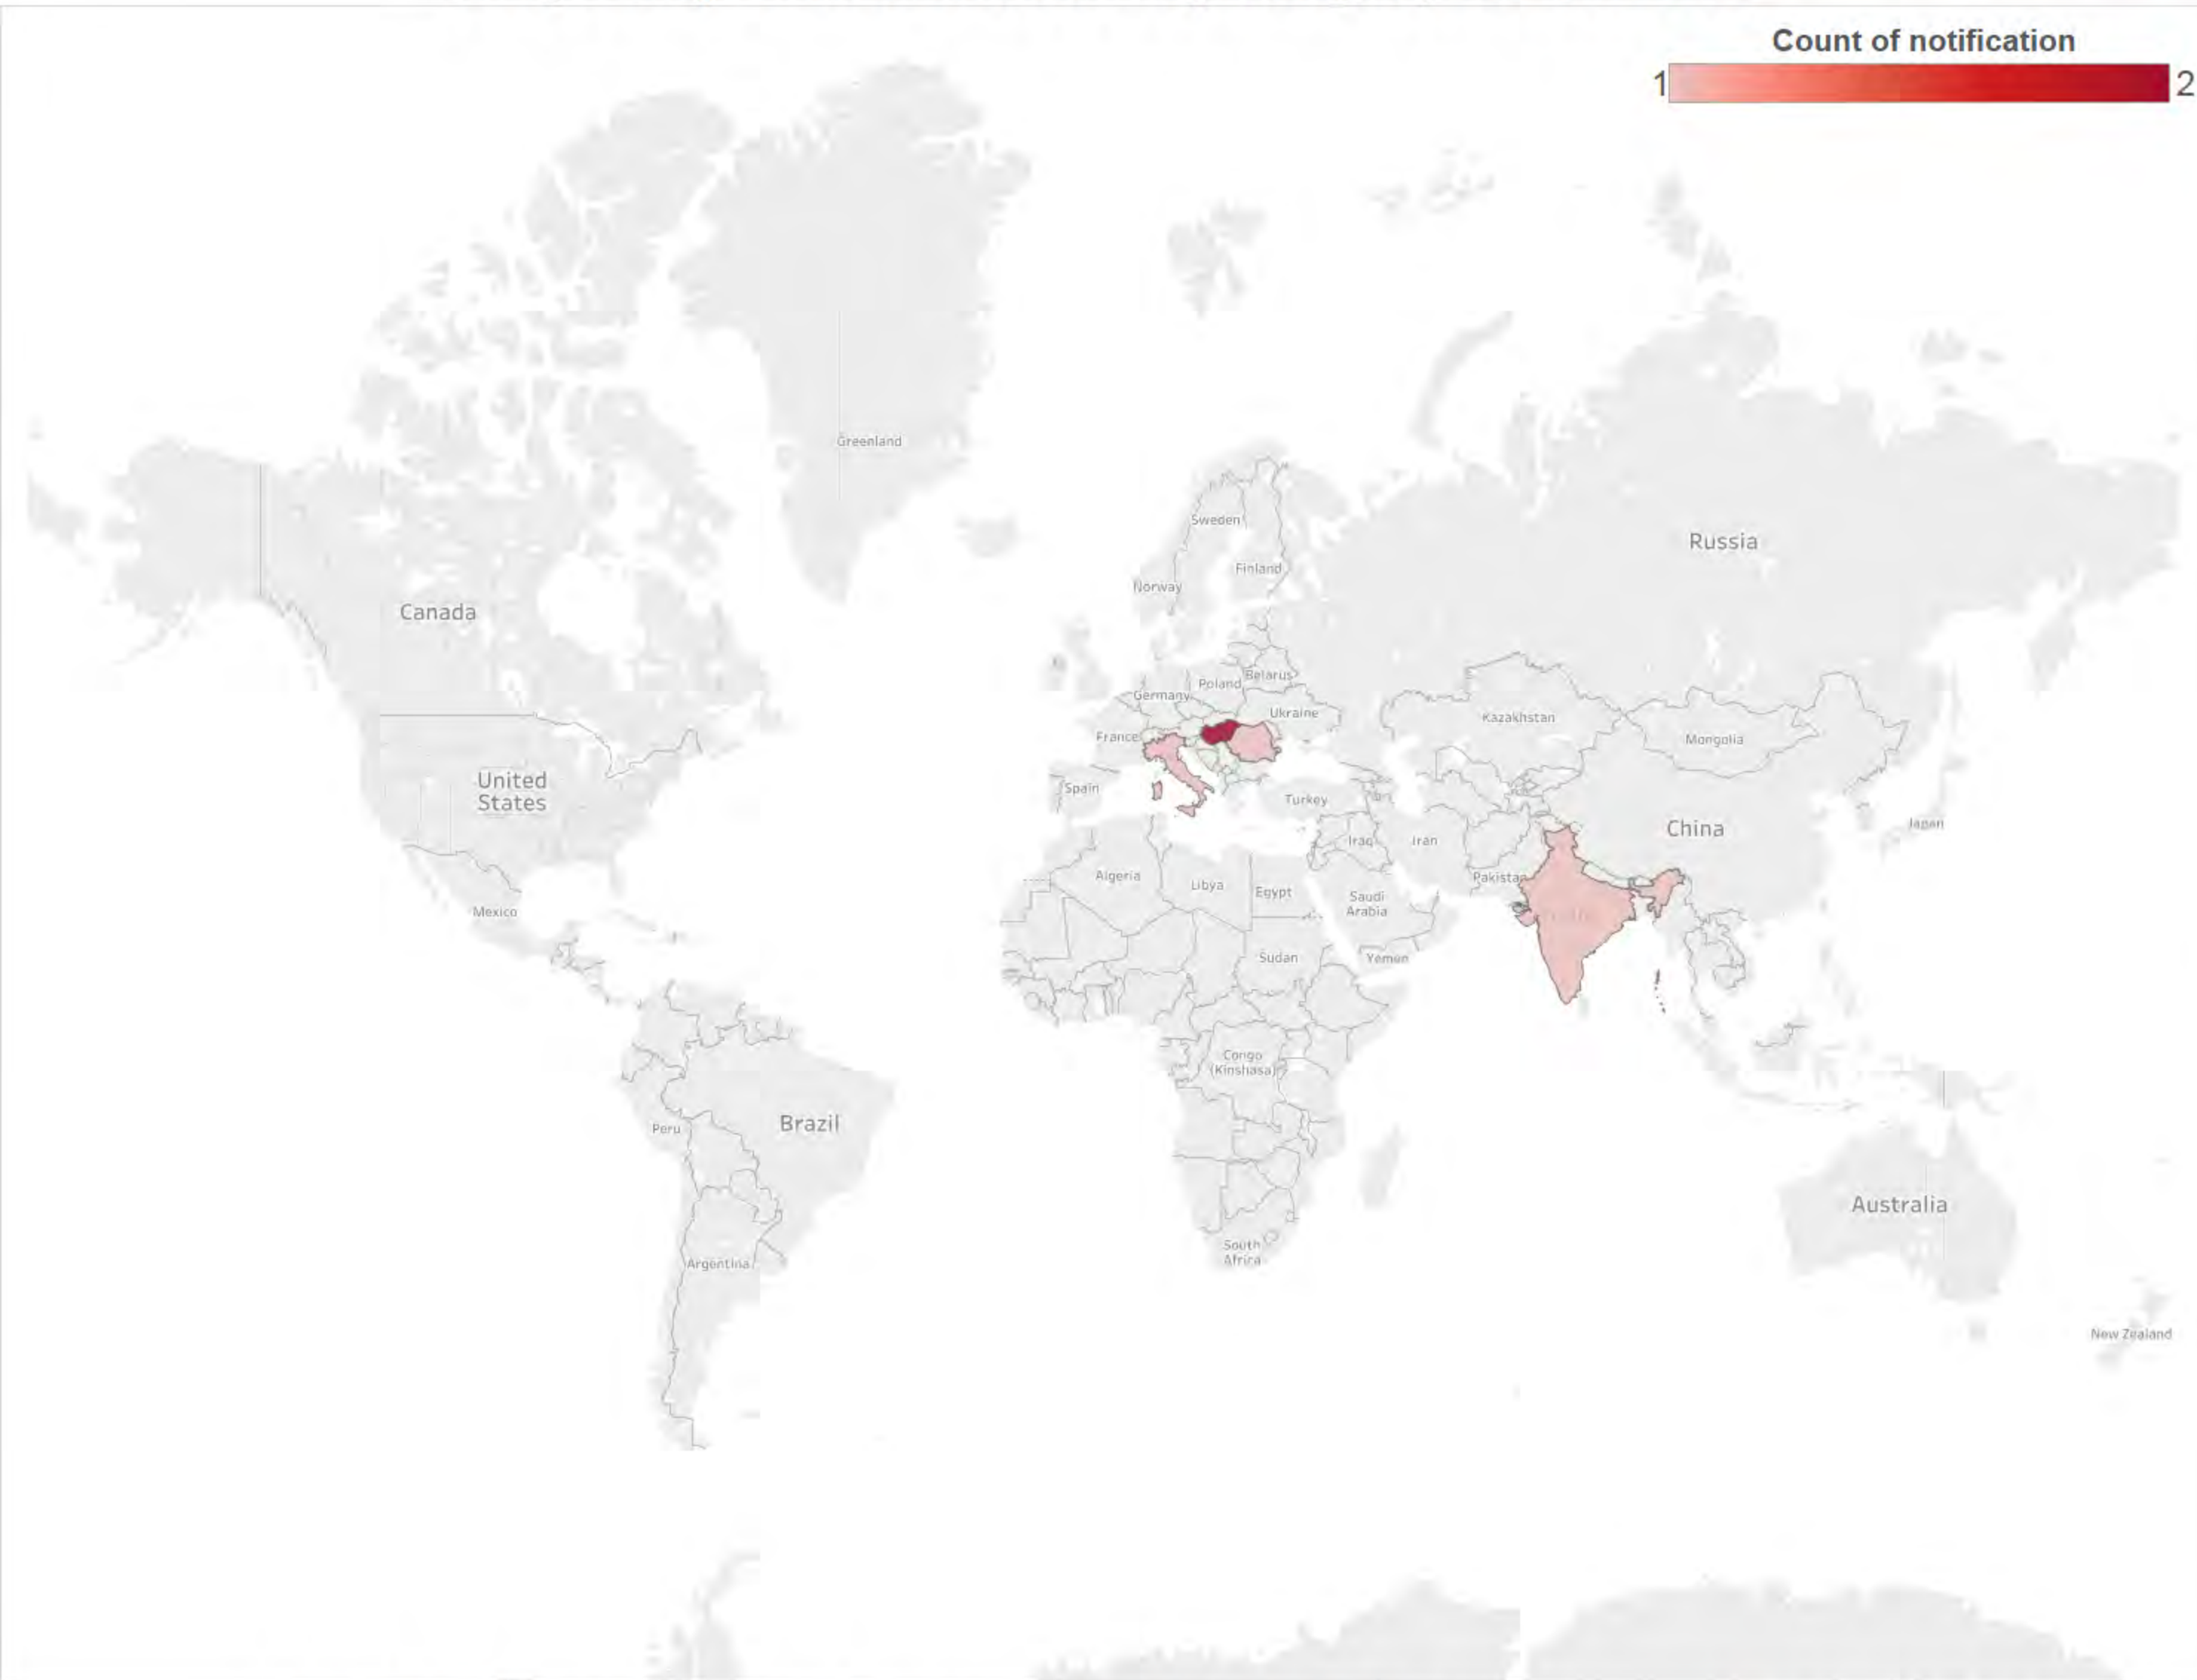 Count of notification
1 2
Greenland
Sweden
Russia
Finland
Norway
Canada
Belarus
Poland
Germany
Ukraine
Kazakhstan
France
Mongolia
United
States
Spain
Turkey
China
Japan
Iraq
Iran
Algeria
Pakistan
Libya
Egypt
Saudi
Arabia
Mexico
Sudan
Yemen
Congo
(Kinshasa)
Brazil
Peru
Australia
South
Africa
Argentina
New Zealand